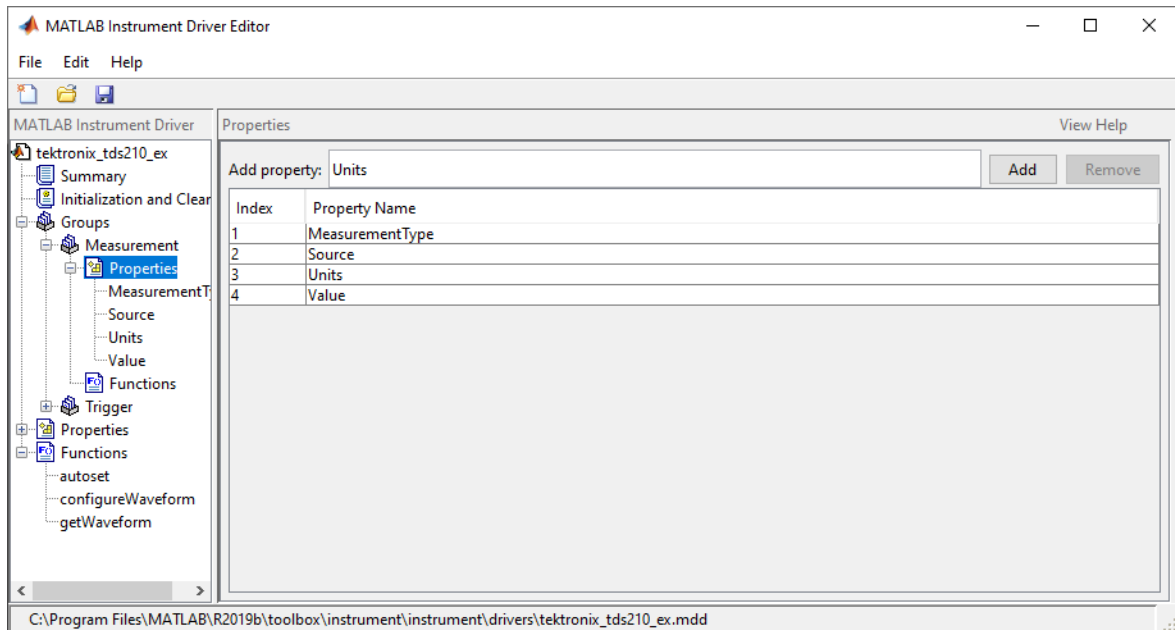 MATLAB Instrument Driver Editor
File Edit Help
MATLAB Instrument Driver
Properties
View Help
tektronix_tds210_ex
Summary
Initialization and Clear
Groups
Measurement
Properties
MeasurementT
Source
Units
Value
Functions
Trigger
Properties
Functions
autoset
configureWaveform
getWaveform
Add property: Units Add Remove
Index Property Name
1 MeasurementType
2 Source
3 Units
4 Value
C:\Program Files\MATLAB\R2019b\toolbox\instrument\instrument\drivers\tektronix_tds210_ex.mdd